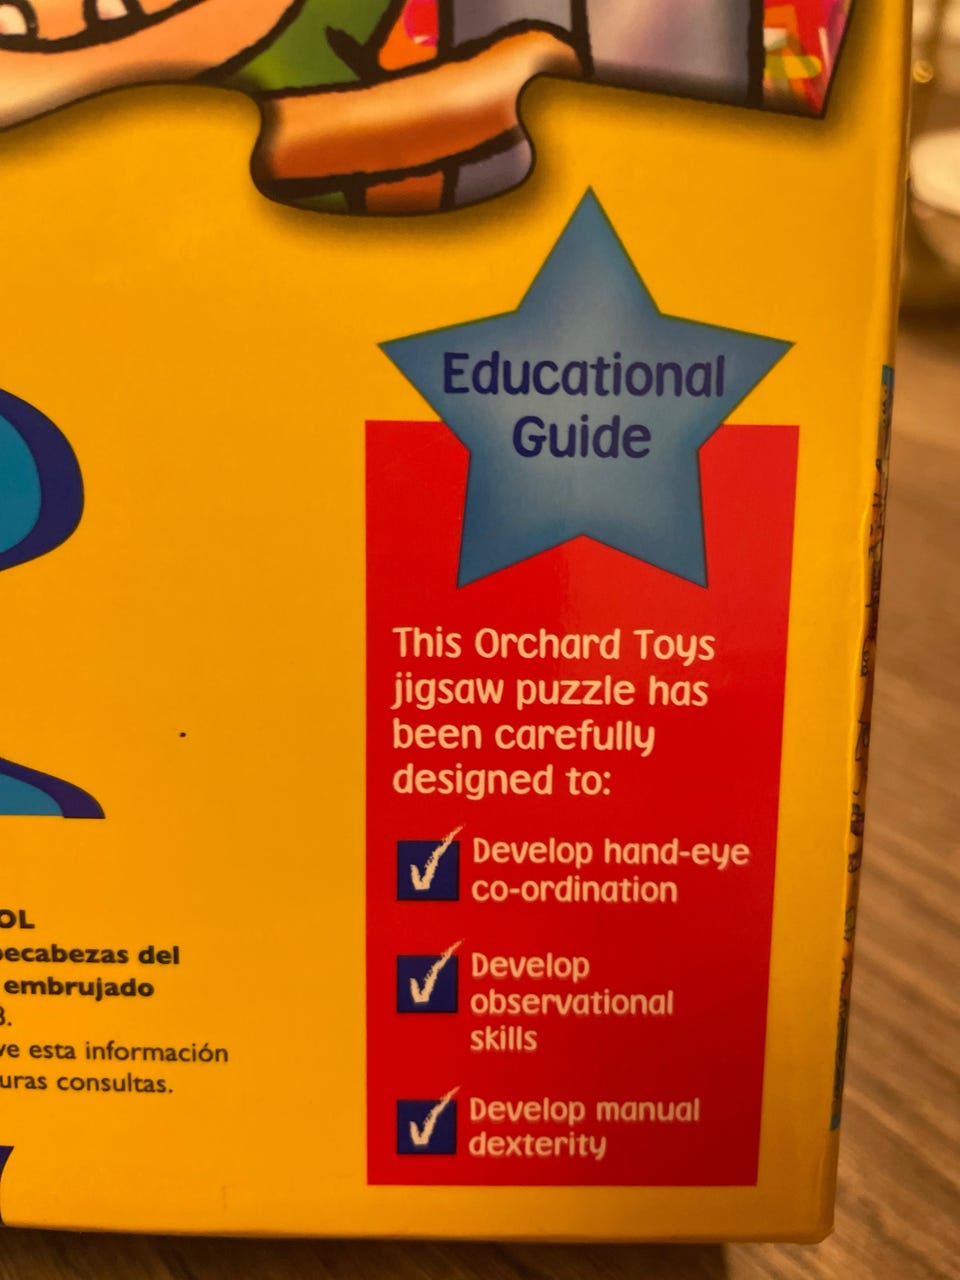 Educational
Guide
This Orchard Toys
jigsaw puzzle has
been carefully
designed to:
Develop hand-eye
co-ordination
Develop
observational
skills
Develop manual
dexterity
OL
ecabezas del
embrujado
3.
ve esta información
uras consultas.